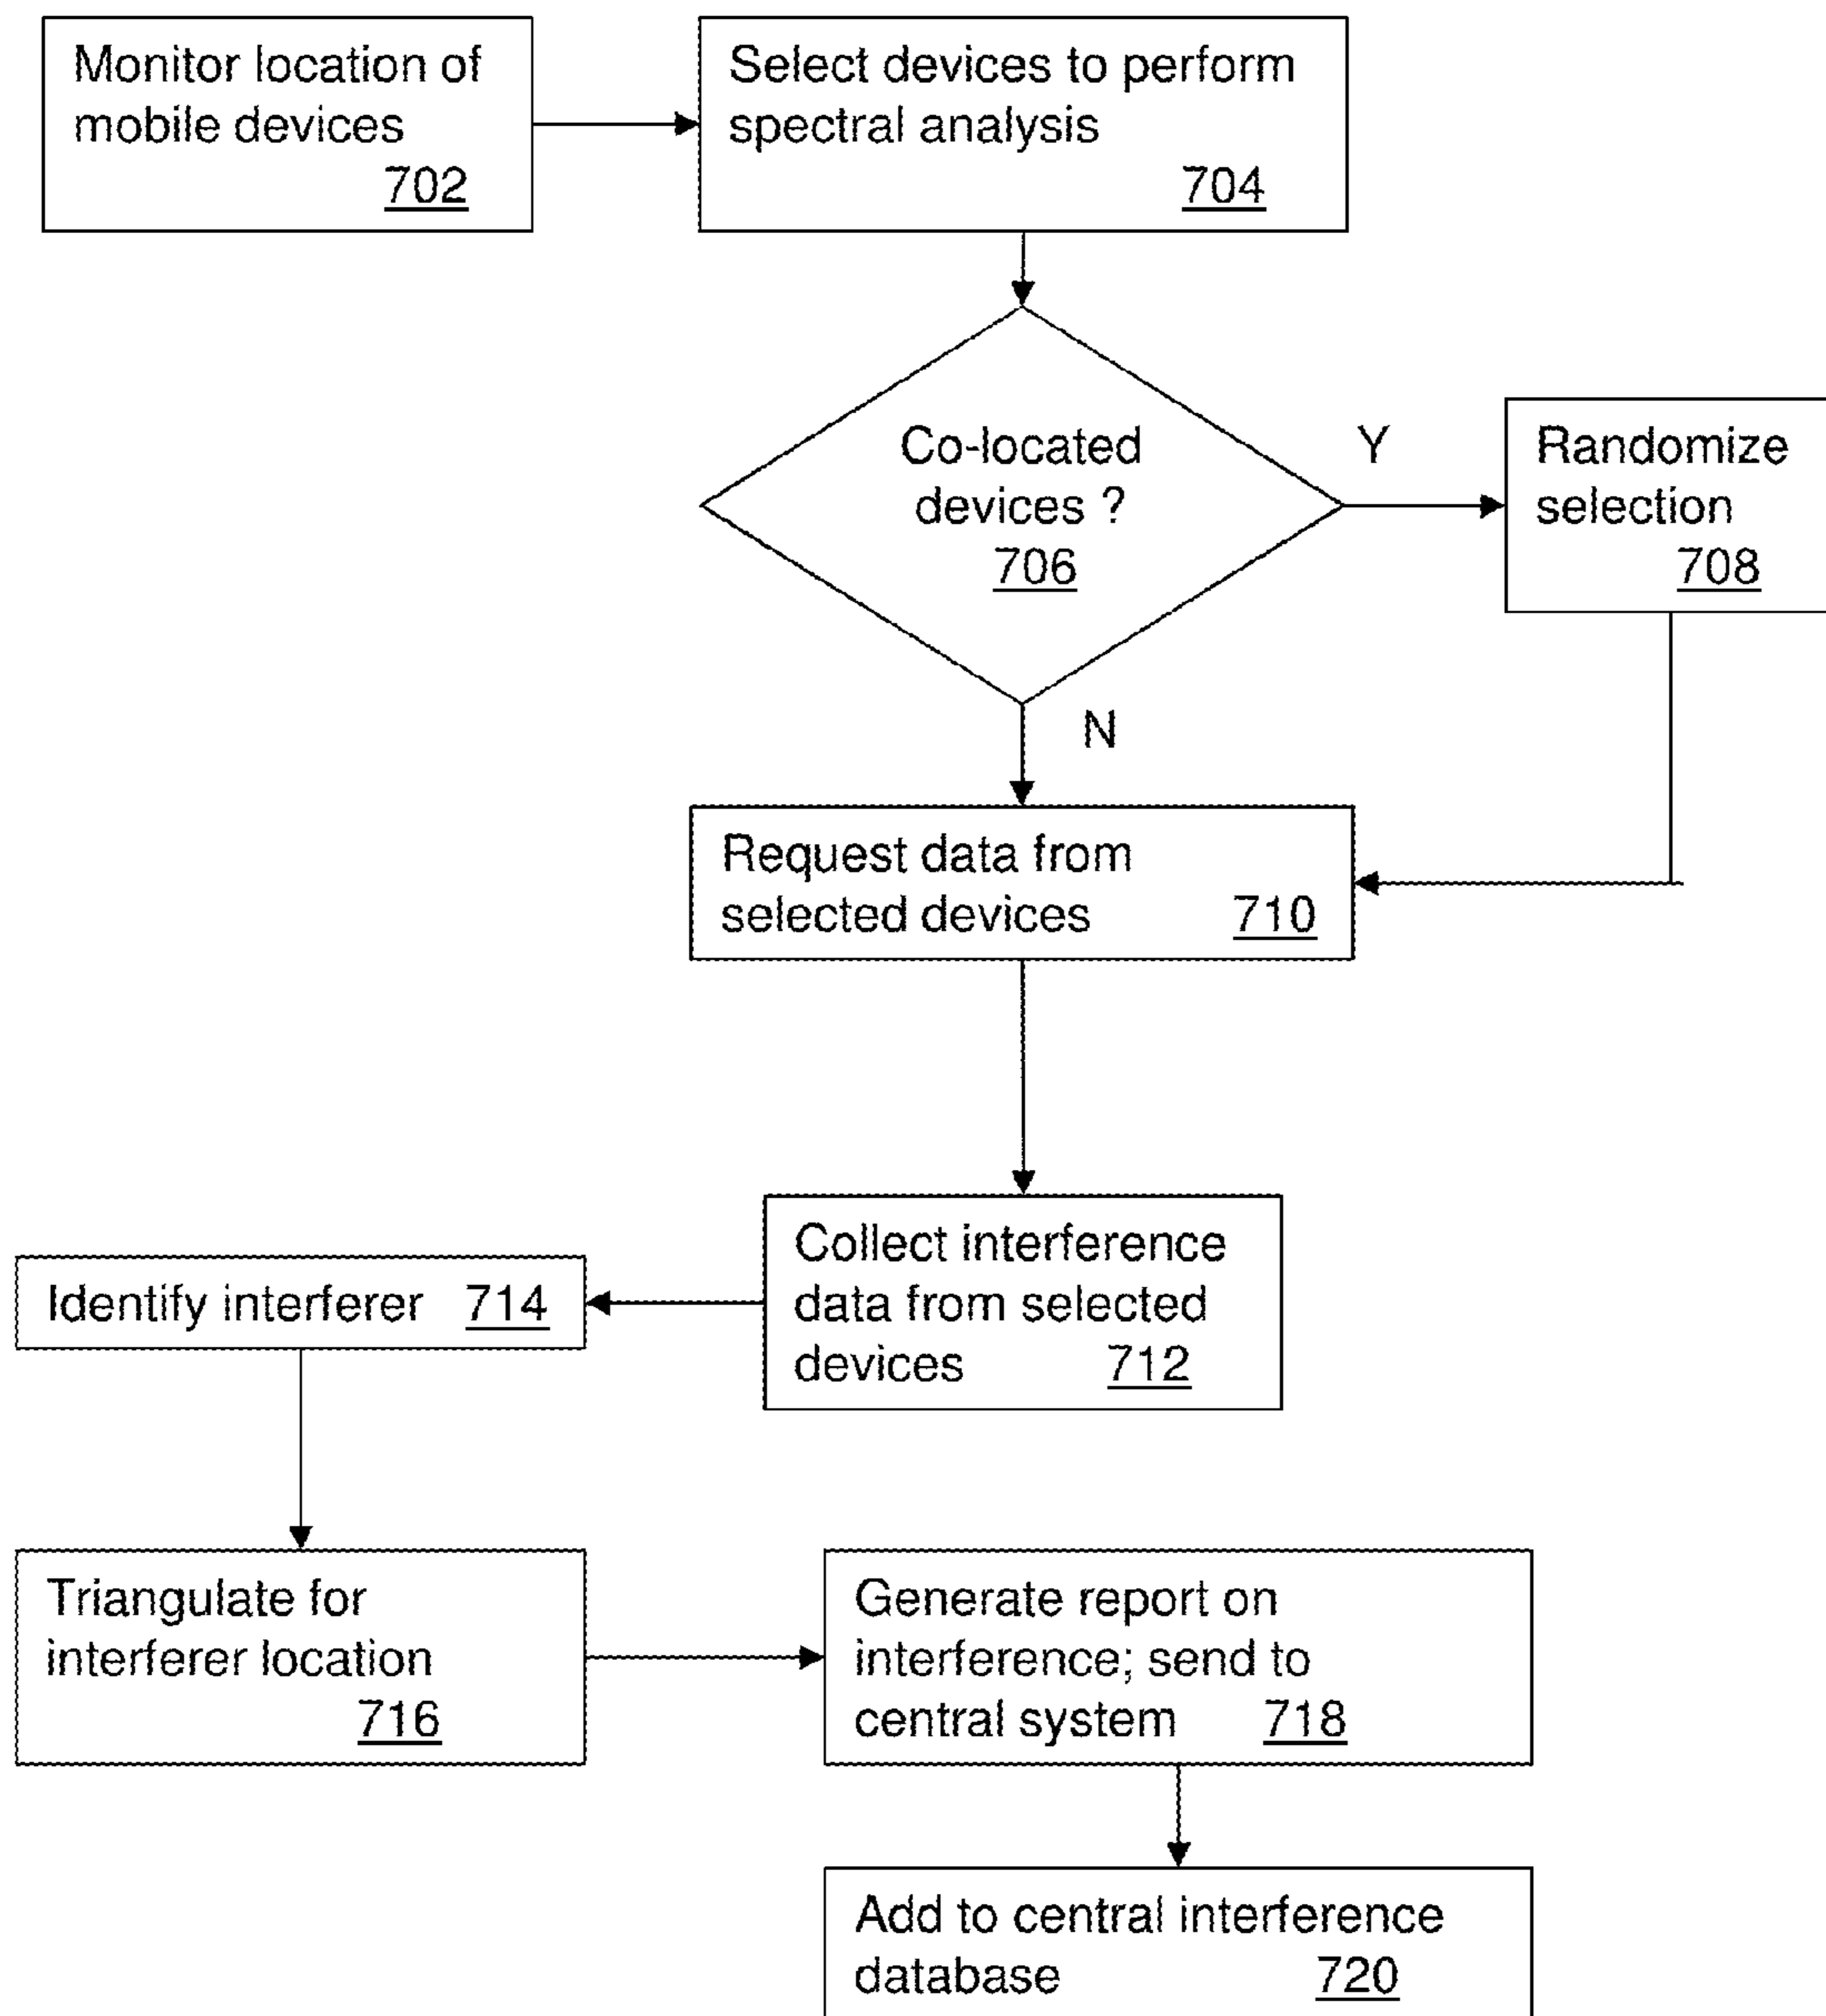 Monitor location of
mobile devices
702
Select devices to perform
spectral analysis
704
Co-located
devices ?
706
Y
Randomize
selection
708
N
Request data from
selected devices 710
Collect interference
data from selected
devices 712
Identify interferer 714
Triangulate for
interferer location
716
Generate report on
interference; send to
central system 718
Add to central interference
database 720